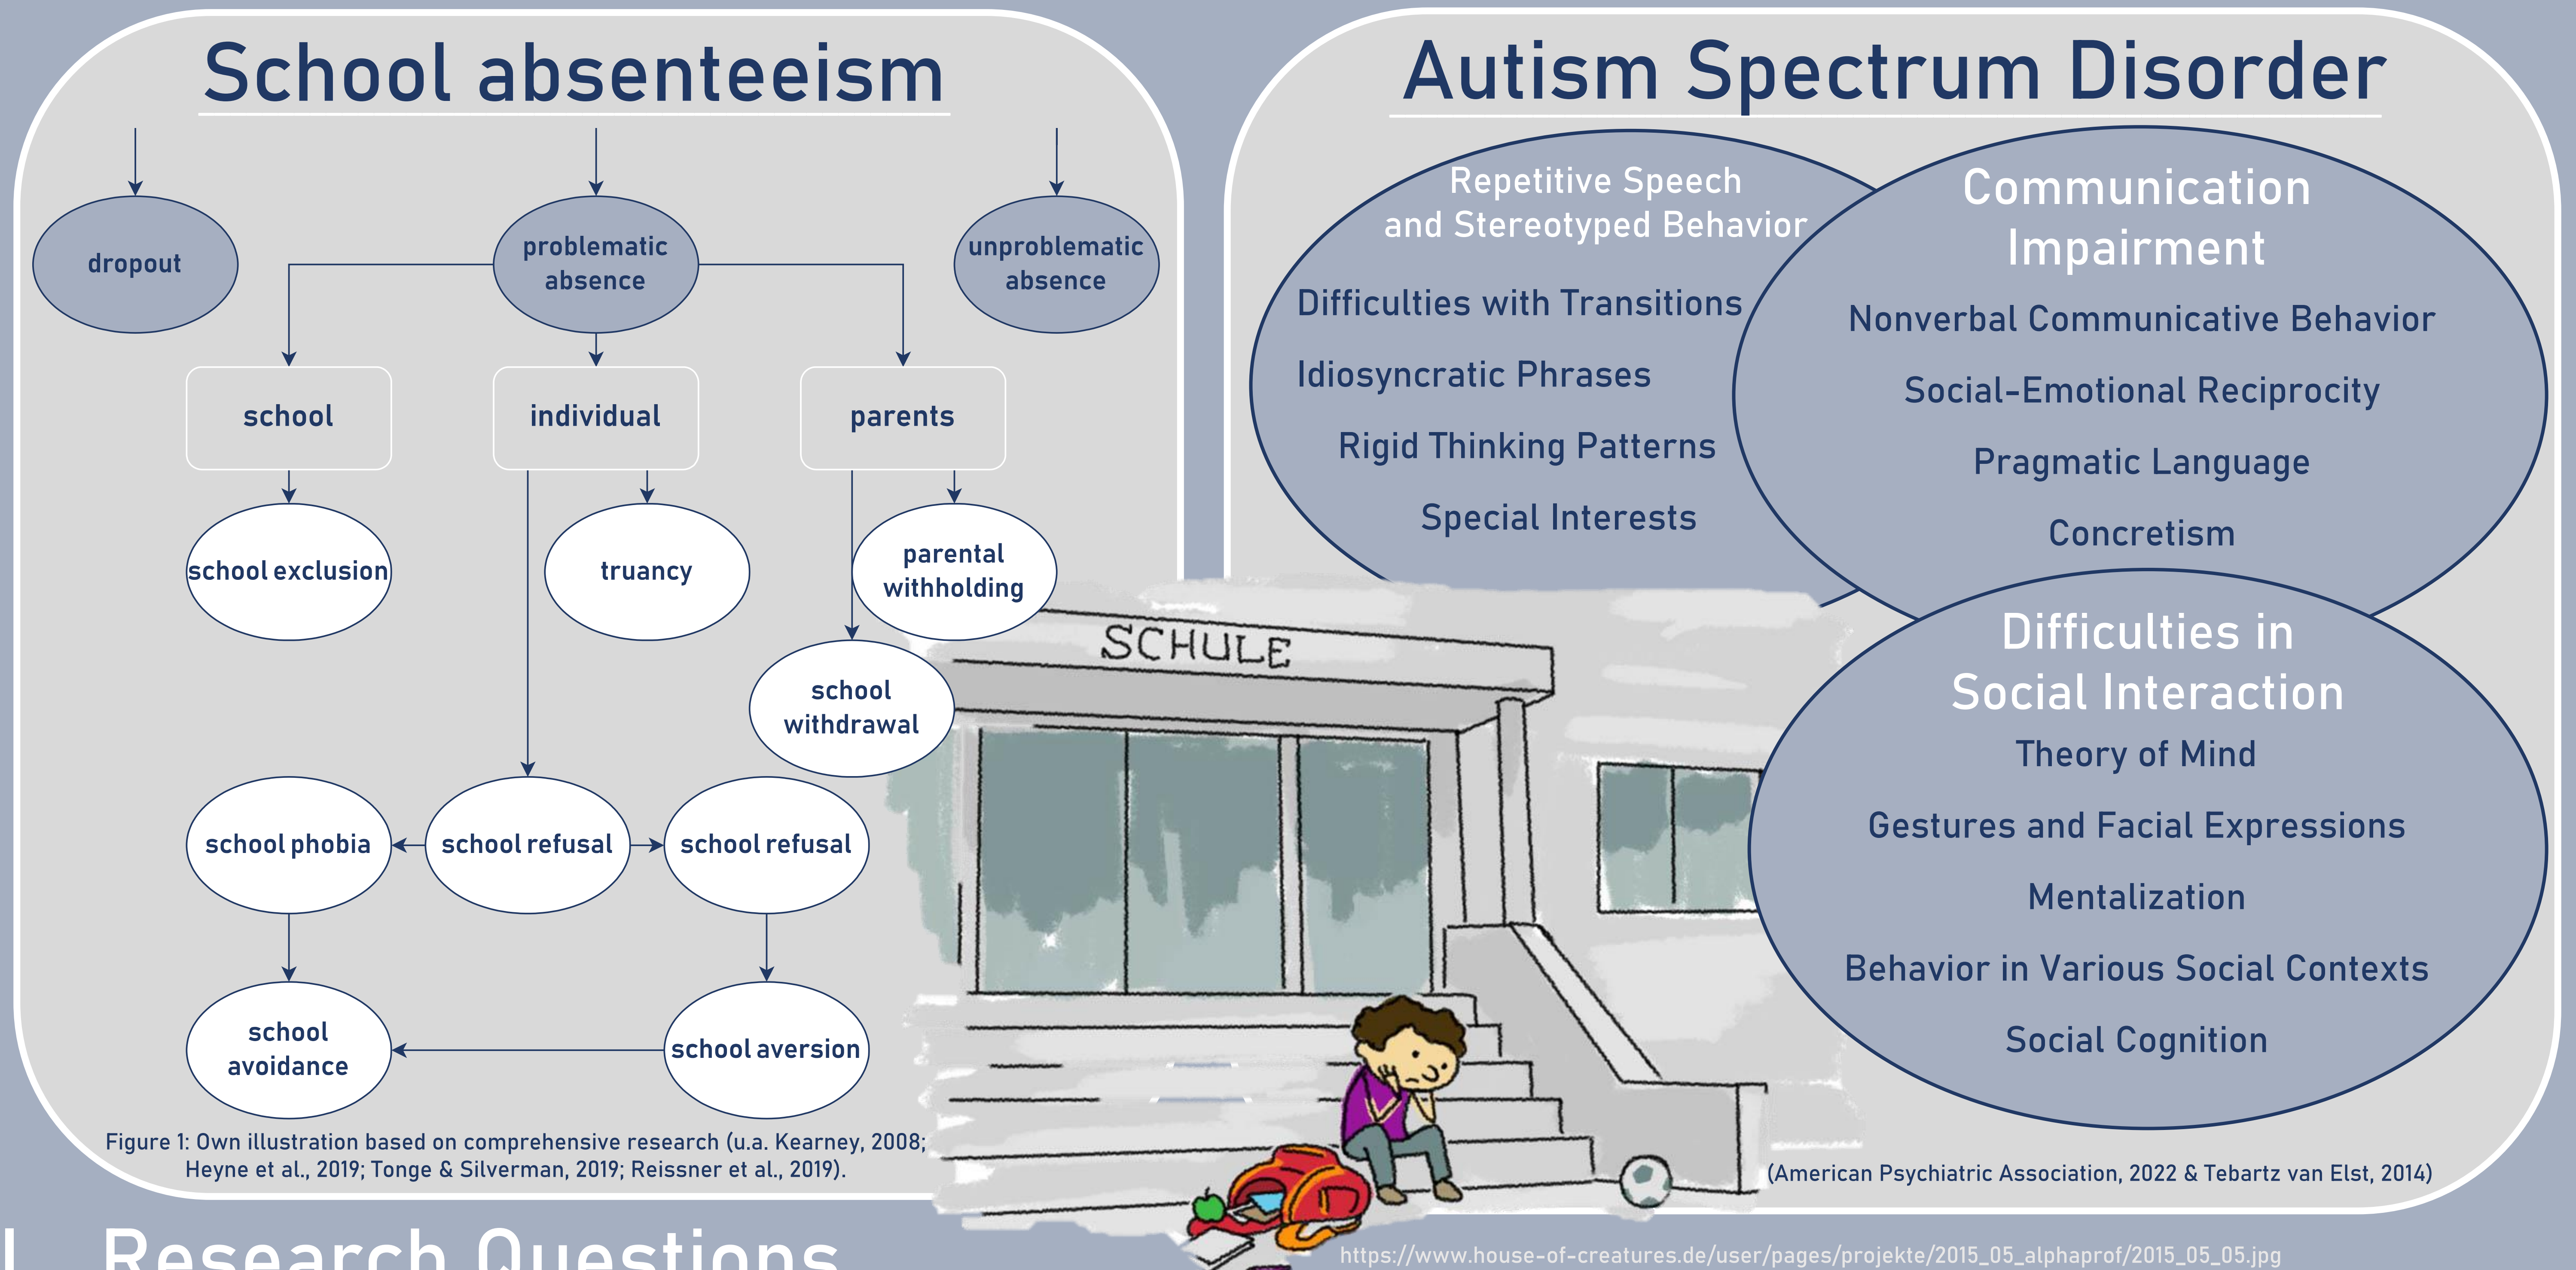 School absenteeism
dropout
problematic
absence
unproblematic
absence
school
individual
parents
school exclusion
truancy
parental
withholding
school
withdrawal
school phobia
school refusal
school refusal
school
avoidance
school aversion
Figure 1: Own illustration based on comprehensive research (u.a. Kearney, 2008;
Heyne et al., 2019; Tonge & Silverman, 2019; Reissner et al., 2019).
SCHULE
Autism Spectrum Disorder
Repetitive Speech
and Stereotyped Behavior
Difficulties with Transitions
Idiosyncratic Phrases
Rigid Thinking Patterns
Special Interests
Communication
Impairment
Nonverbal Communicative Behavior
Social-Emotional Reciprocity
Pragmatic Language
Concretism
Difficulties in
Social Interaction
Theory of Mind
Gestures and Facial Expressions
Mentalization
Behavior in Various Social Contexts
Social Cognition
(American Psychiatric Association, 2022 & Tebartz van Elst, 2014)
Research Questions
https://www.house-of-creatures.de/user/pages/projekte/2015_05_alphaprof/2015_05_05.jpg